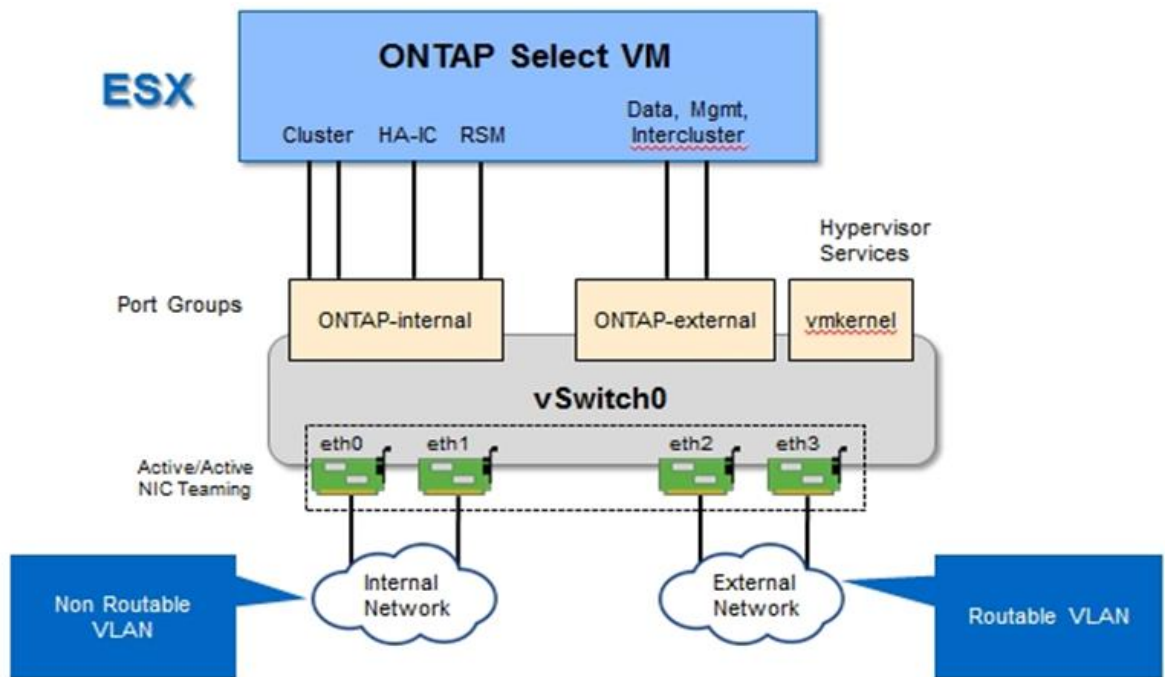 ONTAP Select VM
ESX
Cluster HA-IC RSM
Data, Mgmt,
Intercluster
Hypervisor
Services
Port Groups
ONTAP-internal
ONTAP-external
vmkernel
vSwitch0
eth0 eth1 eth2 eth3
Active/Active
NIC Teaming
Internal
Network
External
Network
Non Routable
VLAN
Routable VLAN